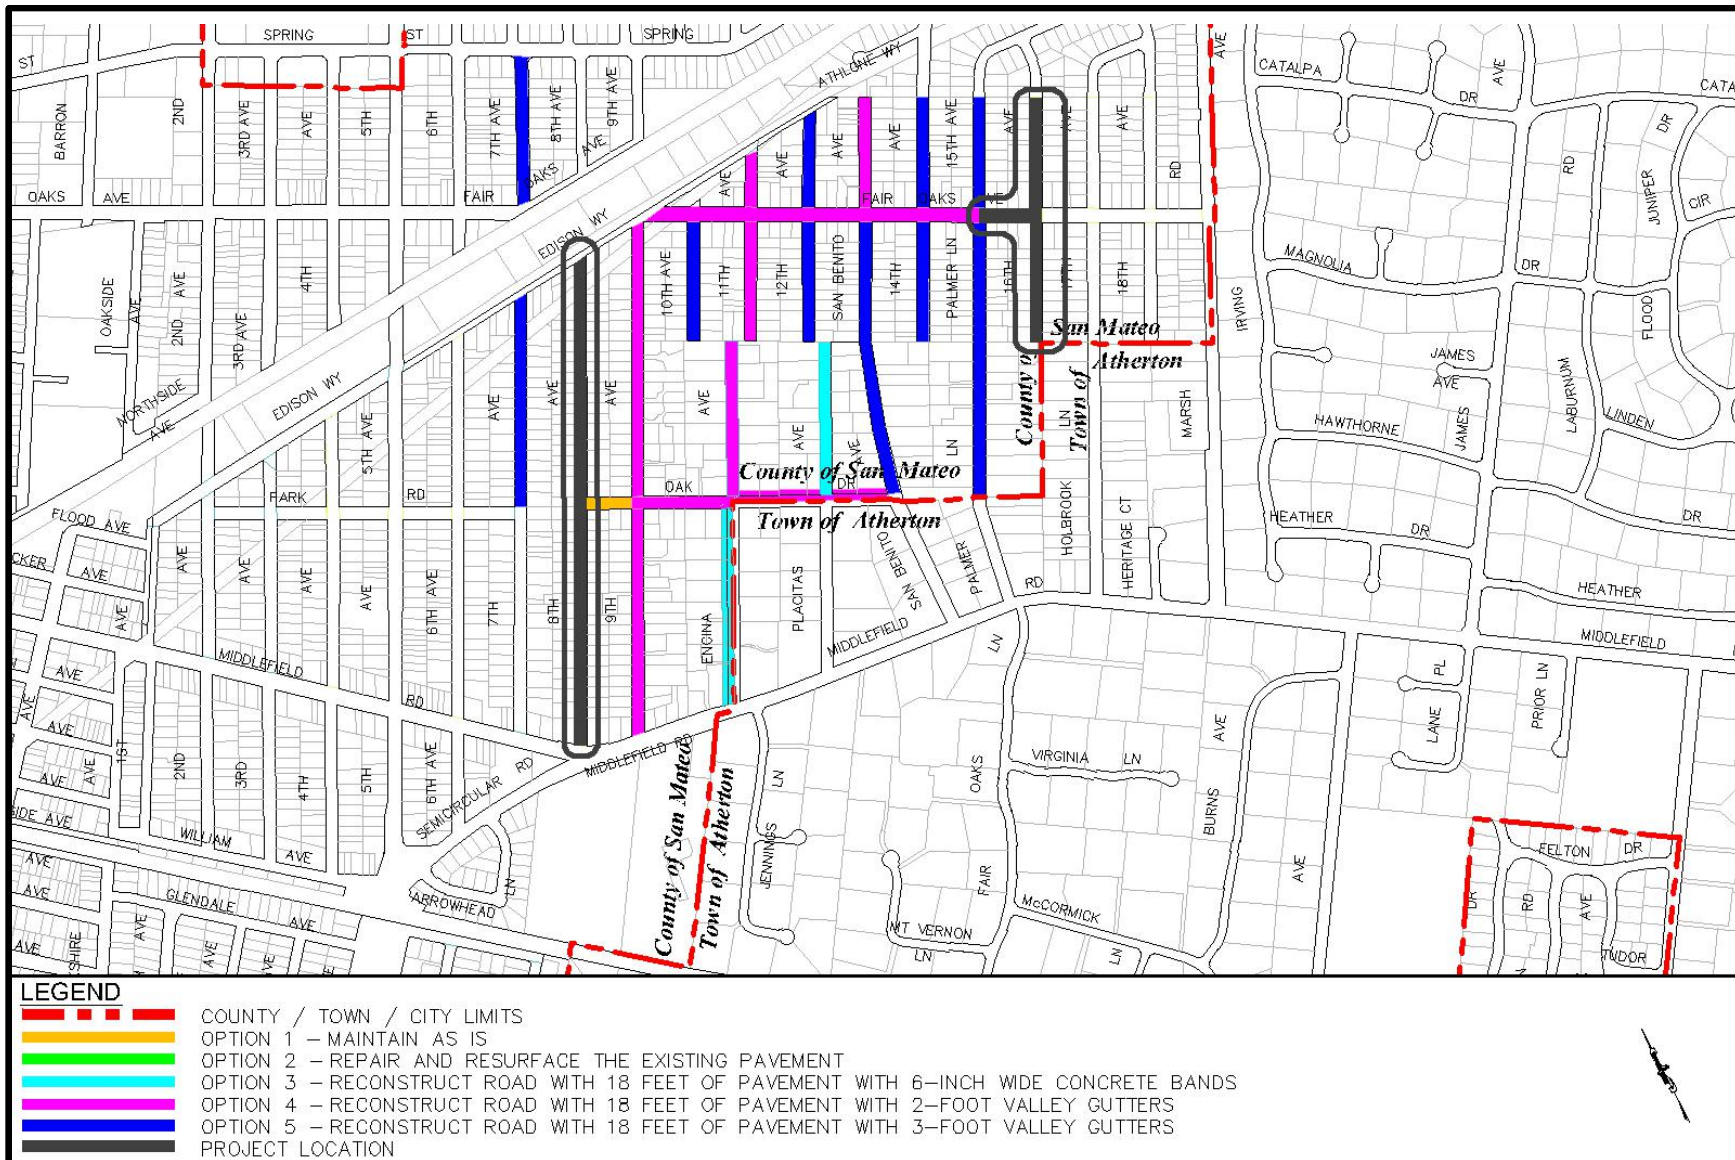 SPRING
ST
SPRING
ST
AVE
CATALPA
DR
AVE
ATHLONE WY
BARRON
2ND
3RD AVE
AVE
5TH
6TH
7TH AVE
8TH AVE
9TH AVE
AVE
OAKS
AVE
AVE
AVE
AVE
AVE
15TH AVE
AVE
AVE
RD
DR
RD
JUNIPER
CIR
OAKS
AVE
FAIR
FAIR
OAKS
AVE
EDISON WY
OAKSIDE
AVE
2ND AVE
4TH
10TH AVE
11TH
12TH
SAN BENITO
14TH
PALMER LN
16TH
17TH
18TH
MAGNOLIA
DR
IRVING
FLOOD
3RD AVE
San Mateo
Atherton
County of
Town of
JAMES
AVE
JAMES
LABURNUM
LINDEN
NORTHSIDE
AVE
EDISON WY
5TH AVE
AVE
AVE
AVE
AVE
AVE
AVE
LN
LN
MARSH
HAWTHORNE
County of San Mateo
OAK
DR
Town of Atherton
PARK
RD
FLOOD AVE
HEATHER
DR
DR
AVE
AVE
AVE
AVE
AVE
6TH AVE
7TH
8TH
9TH
ENCINA
PLACITAS
SAN BENITO
PALMER
HOLBROOK
HERITAGE CT
RD
HEATHER
MIDDLEFIELD
MIDDLEFIELD
MIDDLEFIELD
RD
AVE
AVE
AVE
LN
PL
LANE
PRIOR LN
1ST
AVE
2ND
3RD
4TH
5TH
6TH AVE
SEMICIRCULAR RD
MIDDLEFIELD RD
County of San Mateo
Town of Atherton
JENNINGS
LN
OAKS
VIRGINIA
LN
BURNS
AVE
AVE
WILLIAM
AVE
AVE
AVE
GLENDALE
AVE
ARROWHEAD
LN
FAIR
McCORMICK
LN
MT VERNON
LN
FELTON
DR
DR
RD
AVE
TUDOR
AVE
AVE
AVE
AVE
AVE
LEGEND
COUNTY / TOWN / CITY LIMITS
OPTION 1 – MAINTAIN AS IS
OPTION 2 – REPAIR AND RESURFACE THE EXISTING PAVEMENT
OPTION 3 – RECONSTRUCT ROAD WITH 18 FEET OF PAVEMENT WITH 6–INCH WIDE CONCRETE BANDS
OPTION 4 – RECONSTRUCT ROAD WITH 18 FEET OF PAVEMENT WITH 2–FOOT VALLEY GUTTERS
OPTION 5 – RECONSTRUCT ROAD WITH 18 FEET OF PAVEMENT WITH 3–FOOT VALLEY GUTTERS
PROJECT LOCATION